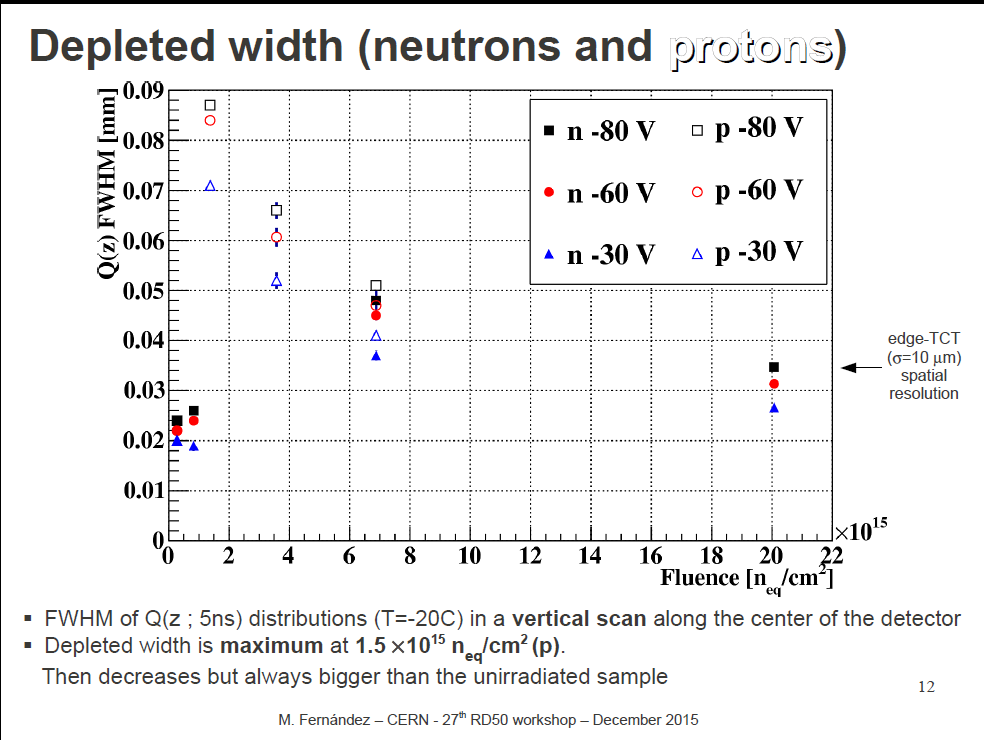 Depleted width (neutrons and protons)
Q(z) FWHM [mm]
0.09
0.08
0.07
0.06
0.05
0.04
0.03
0.02
0.01
0
n -80 V p -80 V
n -60 V p -60 V
n -30 V p -30 V
edge-TCT
(σ=10 μm)
spatial
resolution
×10¹⁵
0 2 4 6 8 10 12 14 16 18 20 22
Fluence [n_eq/cm²]
▪ FWHM of Q(z ; 5ns) distributions (T=-20C) in a vertical scan along the center of the detector
▪ Depleted width is maximum at 1.5 ×10¹⁵ n_eq/cm² (p).
Then decreases but always bigger than the unirradiated sample
12
M. Fernández – CERN - 27th RD50 workshop – December 2015